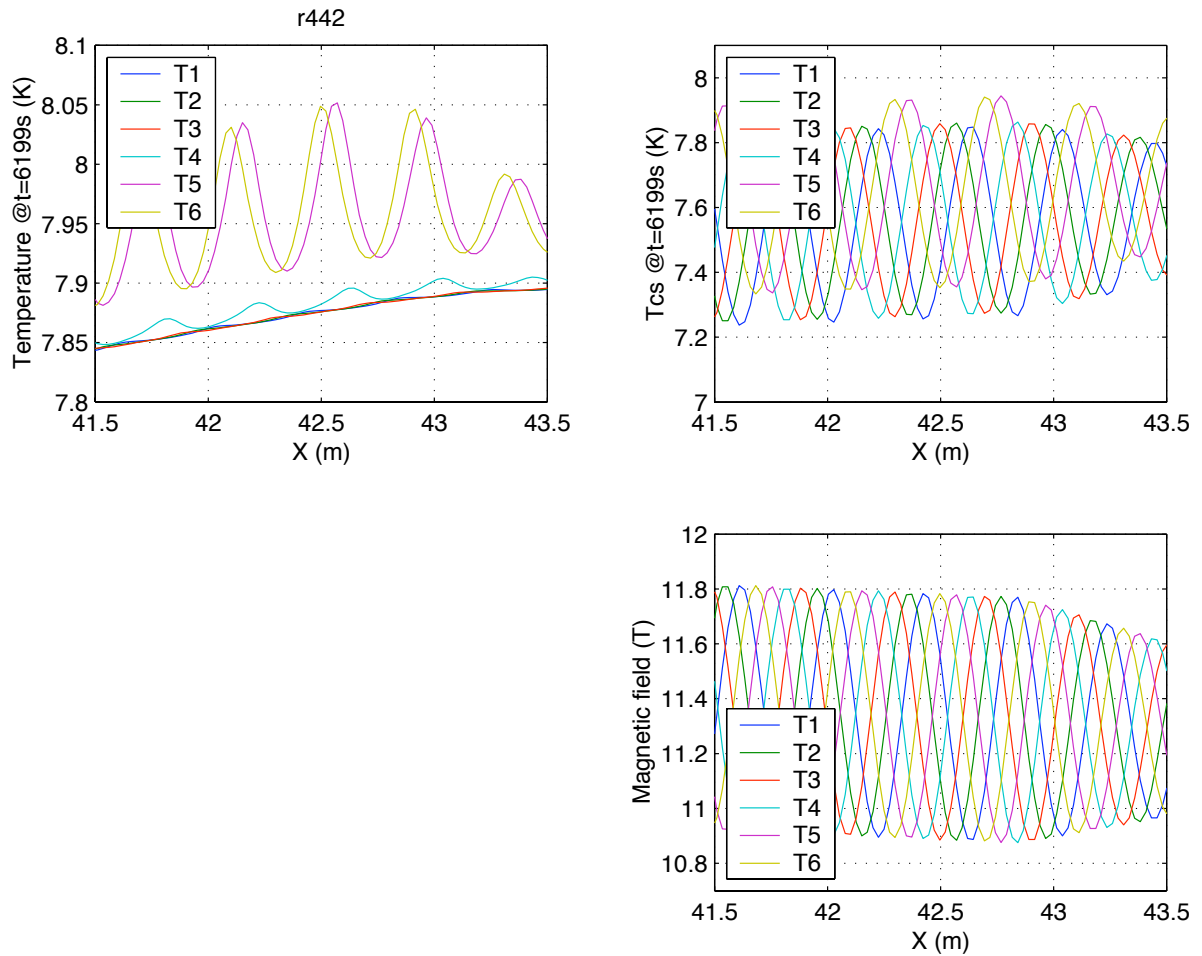 r442
Temperature @t=6199s (K)
8.1
8.05
8
7.95
7.9
7.85
7.8
T1
T2
T3
T4
T5
T6
41.5 42 42.5 43 43.5
X (m)
Tcs @t=6199s (K)
8
7.8
7.6
7.4
7.2
7
T1
T2
T3
T4
T5
T6
41.5 42 42.5 43 43.5
X (m)
Magnetic field (T)
12
11.8
11.6
11.4
11.2
11
10.8
T1
T2
T3
T4
T5
T6
41.5 42 42.5 43 43.5
X (m)